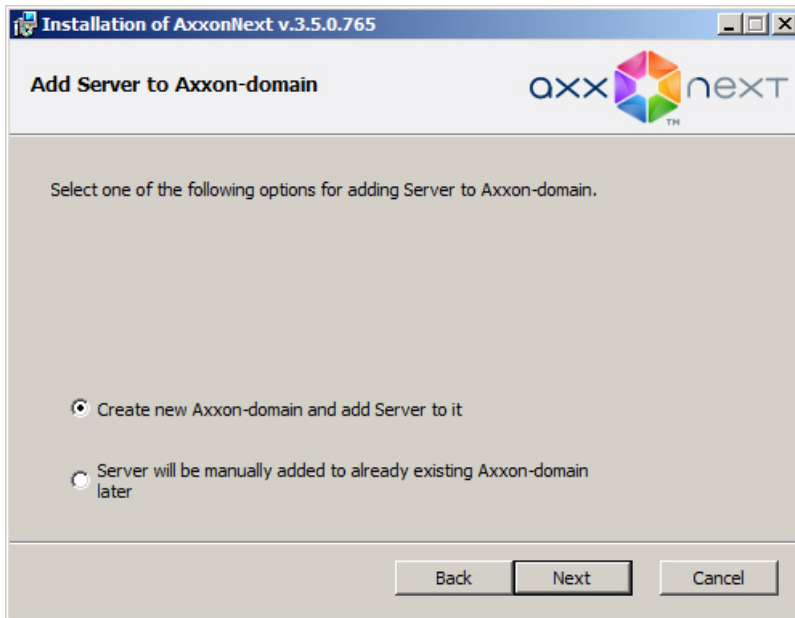 Installation of AxxonNext v.3.5.0.765
Add Server to Axxon-domain
axx next
TM
Select one of the following options for adding Server to Axxon-domain.
Create new Axxon-domain and add Server to it
Server will be manually added to already existing Axxon-domain
later
Back Next Cancel